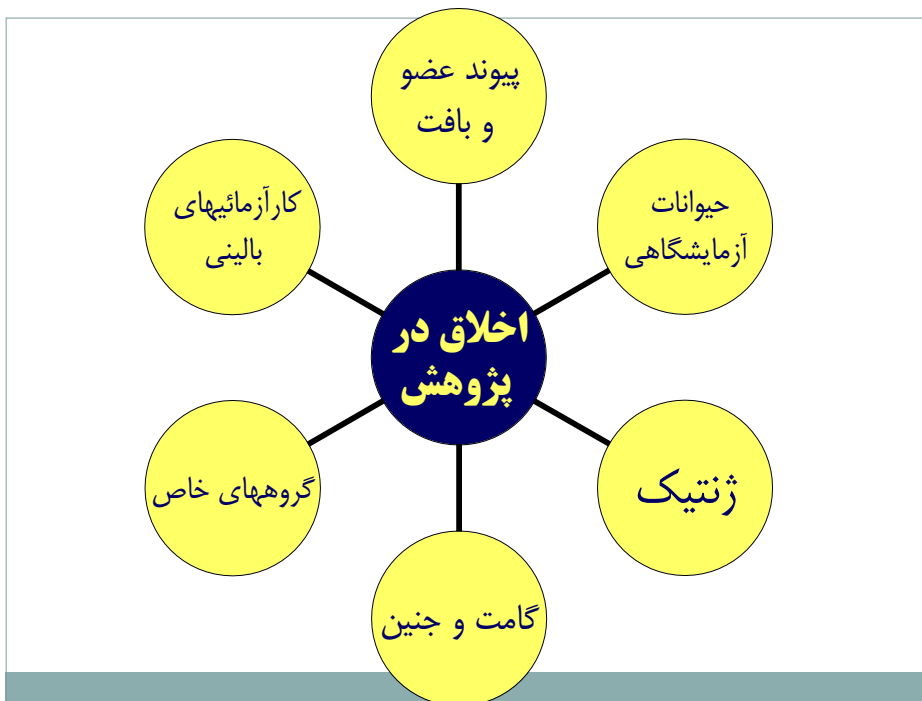 پیوند عضو
و بافت
حیوانات
آزمایشگاهی
کارآزمائیهای
بالینی
اخلاق در
پژوهش
ژنتیک
گروههای خاص
گامت و جنین